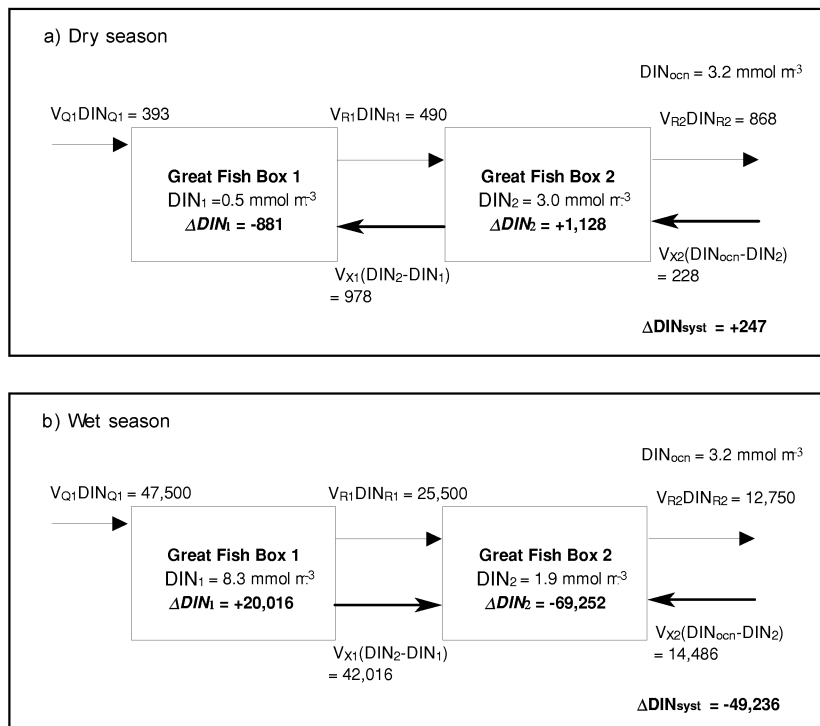 a) Dry season
DINocn = 3.2 mmol m-3
VQ1DINQ1 = 393
VR1DINR1 = 490
VR2DINR2 = 868
Great Fish Box 1
DIN1 =0.5 mmol m-3
ΔDIN1 = -881
Great Fish Box 2
DIN2 = 3.0 mmol m-3
ΔDIN2 = +1,128
VX1(DIN2-DIN1)
= 978
VX2(DINocn-DIN2)
= 228
ΔDINsyst = +247
b) Wet season
DINocn = 3.2 mmol m-3
VQ1DINQ1 = 47,500
VR1DINR1 = 25,500
VR2DINR2 = 12,750
Great Fish Box 1
DIN1 = 8.3 mmol m-3
ΔDIN1 = +20,016
Great Fish Box 2
DIN2 = 1.9 mmol m-3
ΔDIN2 = -69,252
VX1(DIN2-DIN1)
= 42,016
VX2(DINocn-DIN2)
= 14,486
ΔDINsyst = -49,236